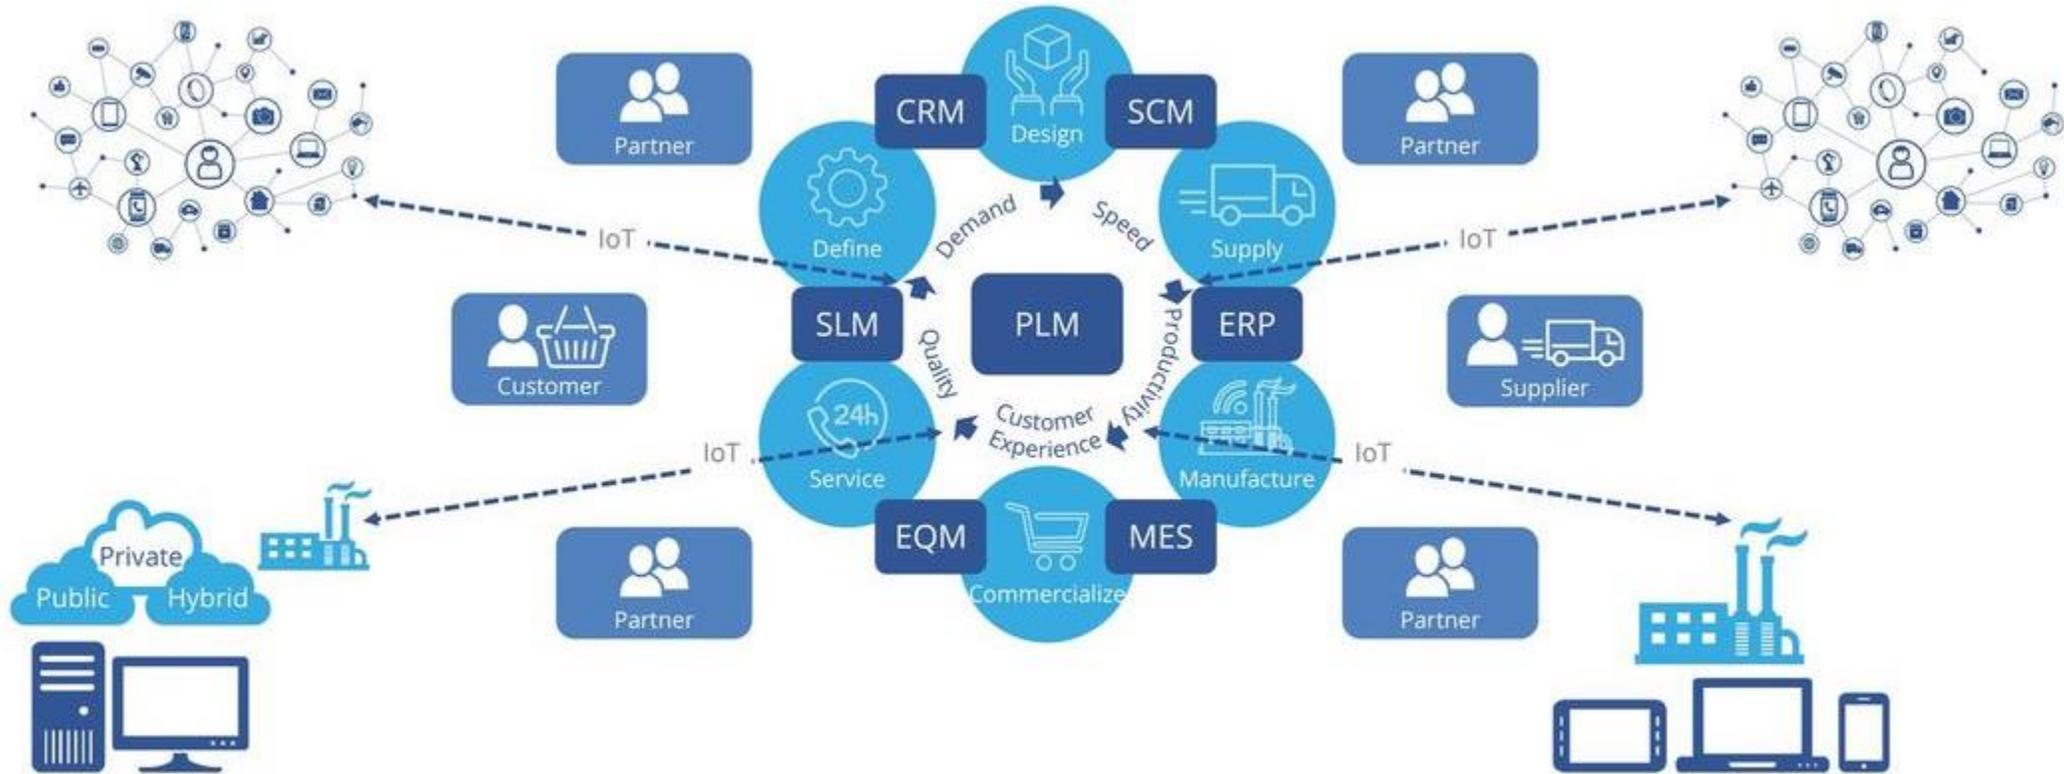 Design
Partner
Partner
CRM
SCM
Define
Supply
Demand
Speed
IoT
IoT
SLM
PLM
ERP
Customer
Supplier
Quality
Productivity
Customer
Experience
24h
Service
Manufacture
IoT
IoT
EQM
MES
Commercialize
Private
Public
Hybrid
Partner
Partner